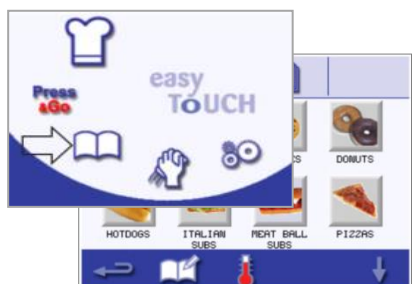 easy
ToUCH
Press
&Go
DONUTS
HOTDOGS
ITALIAN
SUBS
MEAT BALL
SUBS
PIZZAS